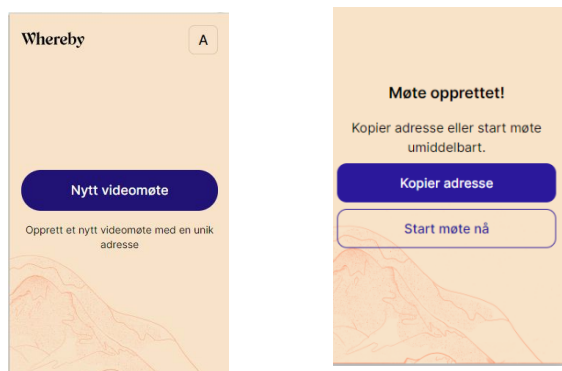 Whereby
A
Nytt videomøte
Opprett et nytt videomøte med en unik
adresse
Møte opprettet!
Kopier adresse eller start møte
umiddelbart.
Kopier adresse
Start møte nå